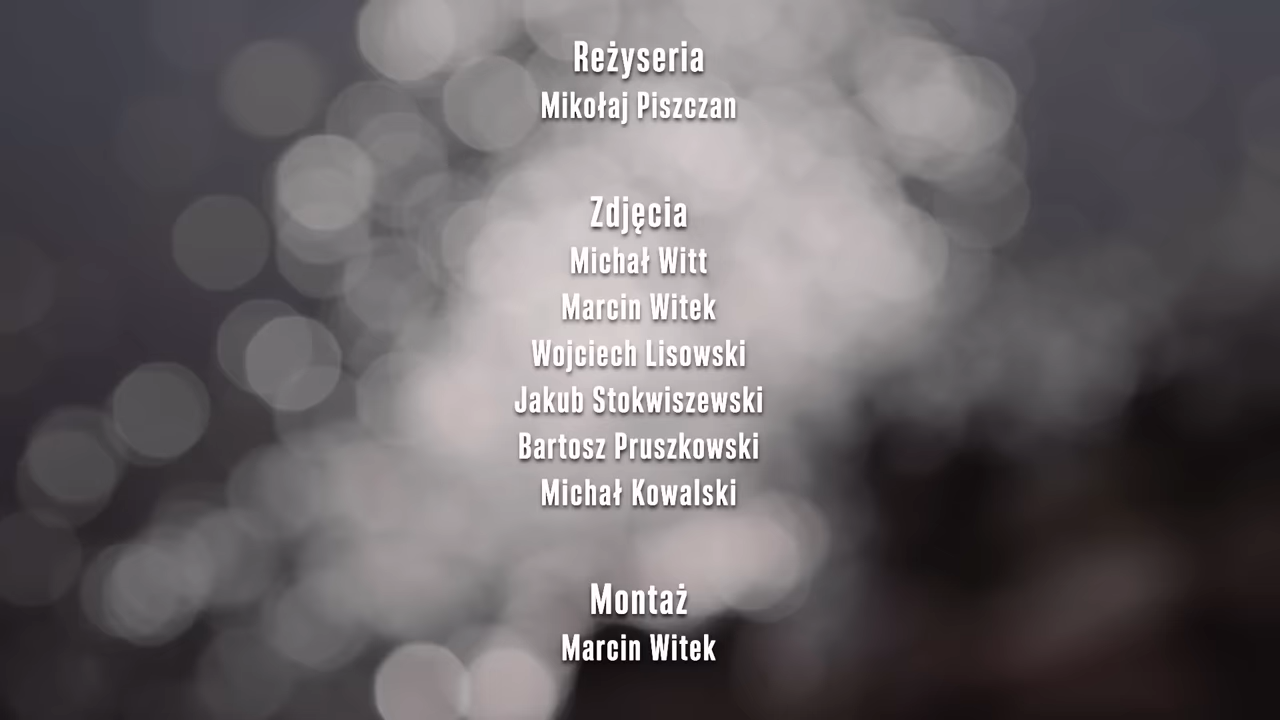 Reżyseria
Mikołaj Piszczan
Zdjęcia
Michał Witt
Marcin Witek
Wojciech Lisowski
Jakub Stokwiszewski
Bartosz Pruszkowski
Michał Kowalski
Montaż
Marcin Witek